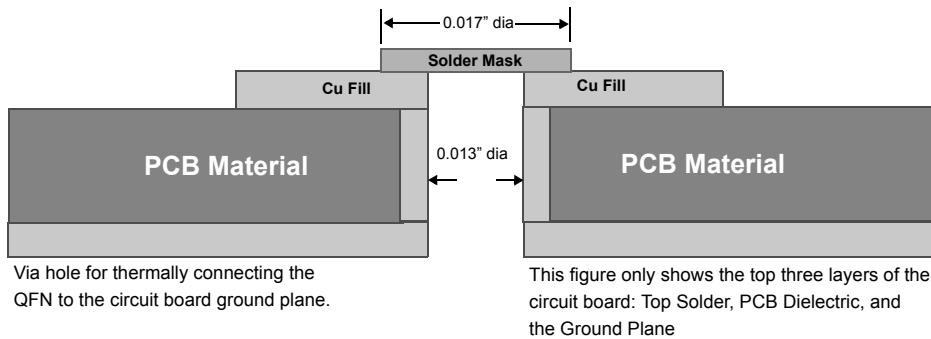 0.017” dia
Solder Mask
Cu Fill
Cu Fill
PCB Material
0.013” dia
PCB Material
Via hole for thermally connecting the
QFN to the circuit board ground plane.
This figure only shows the top three layers of the
circuit board: Top Solder, PCB Dielectric, and
the Ground Plane